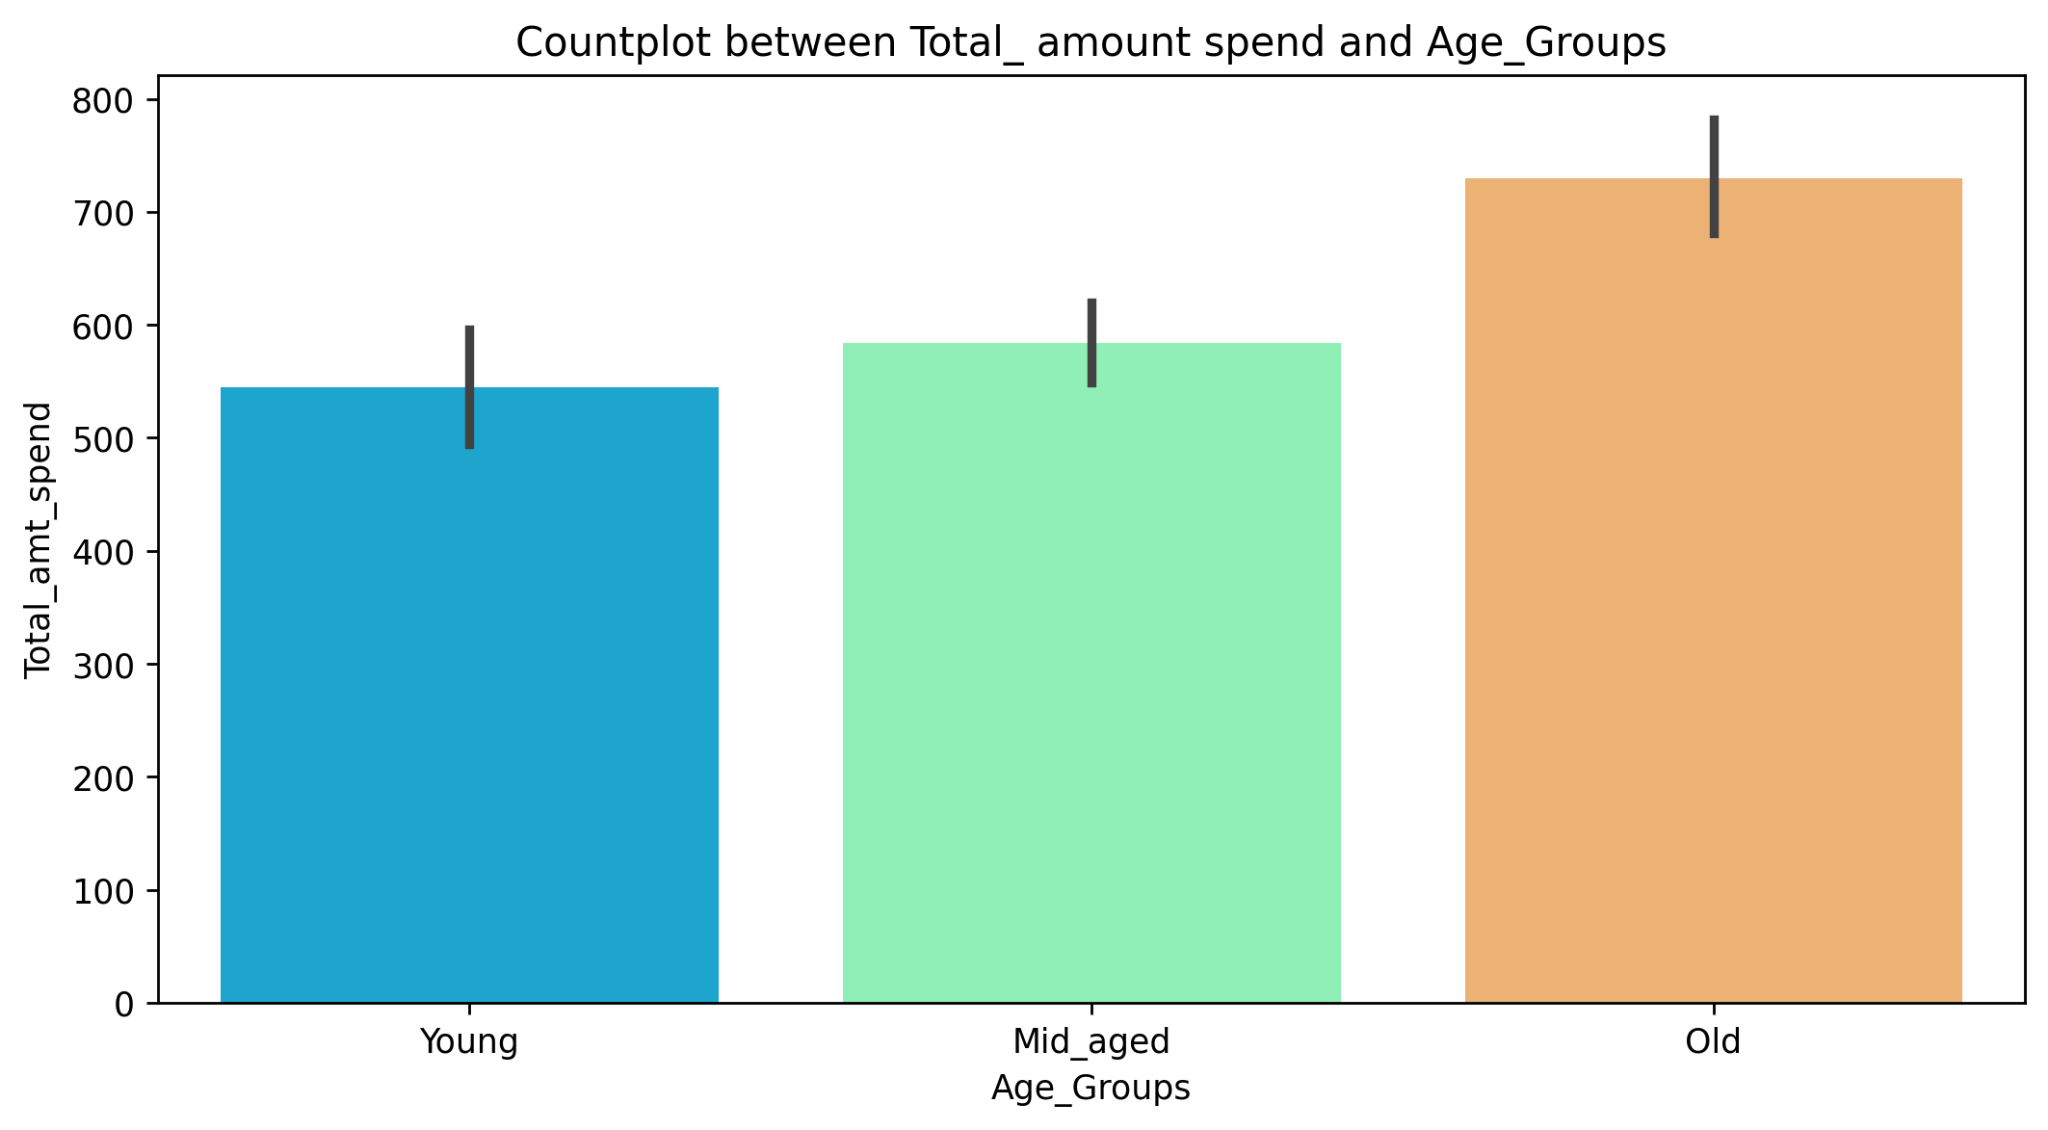 Countplot between Total_ amount spend and Age_Groups
800
700
600
500
400
300
200
100
0
Total_amt_spend
Young
Mid_aged
Old
Age_Groups